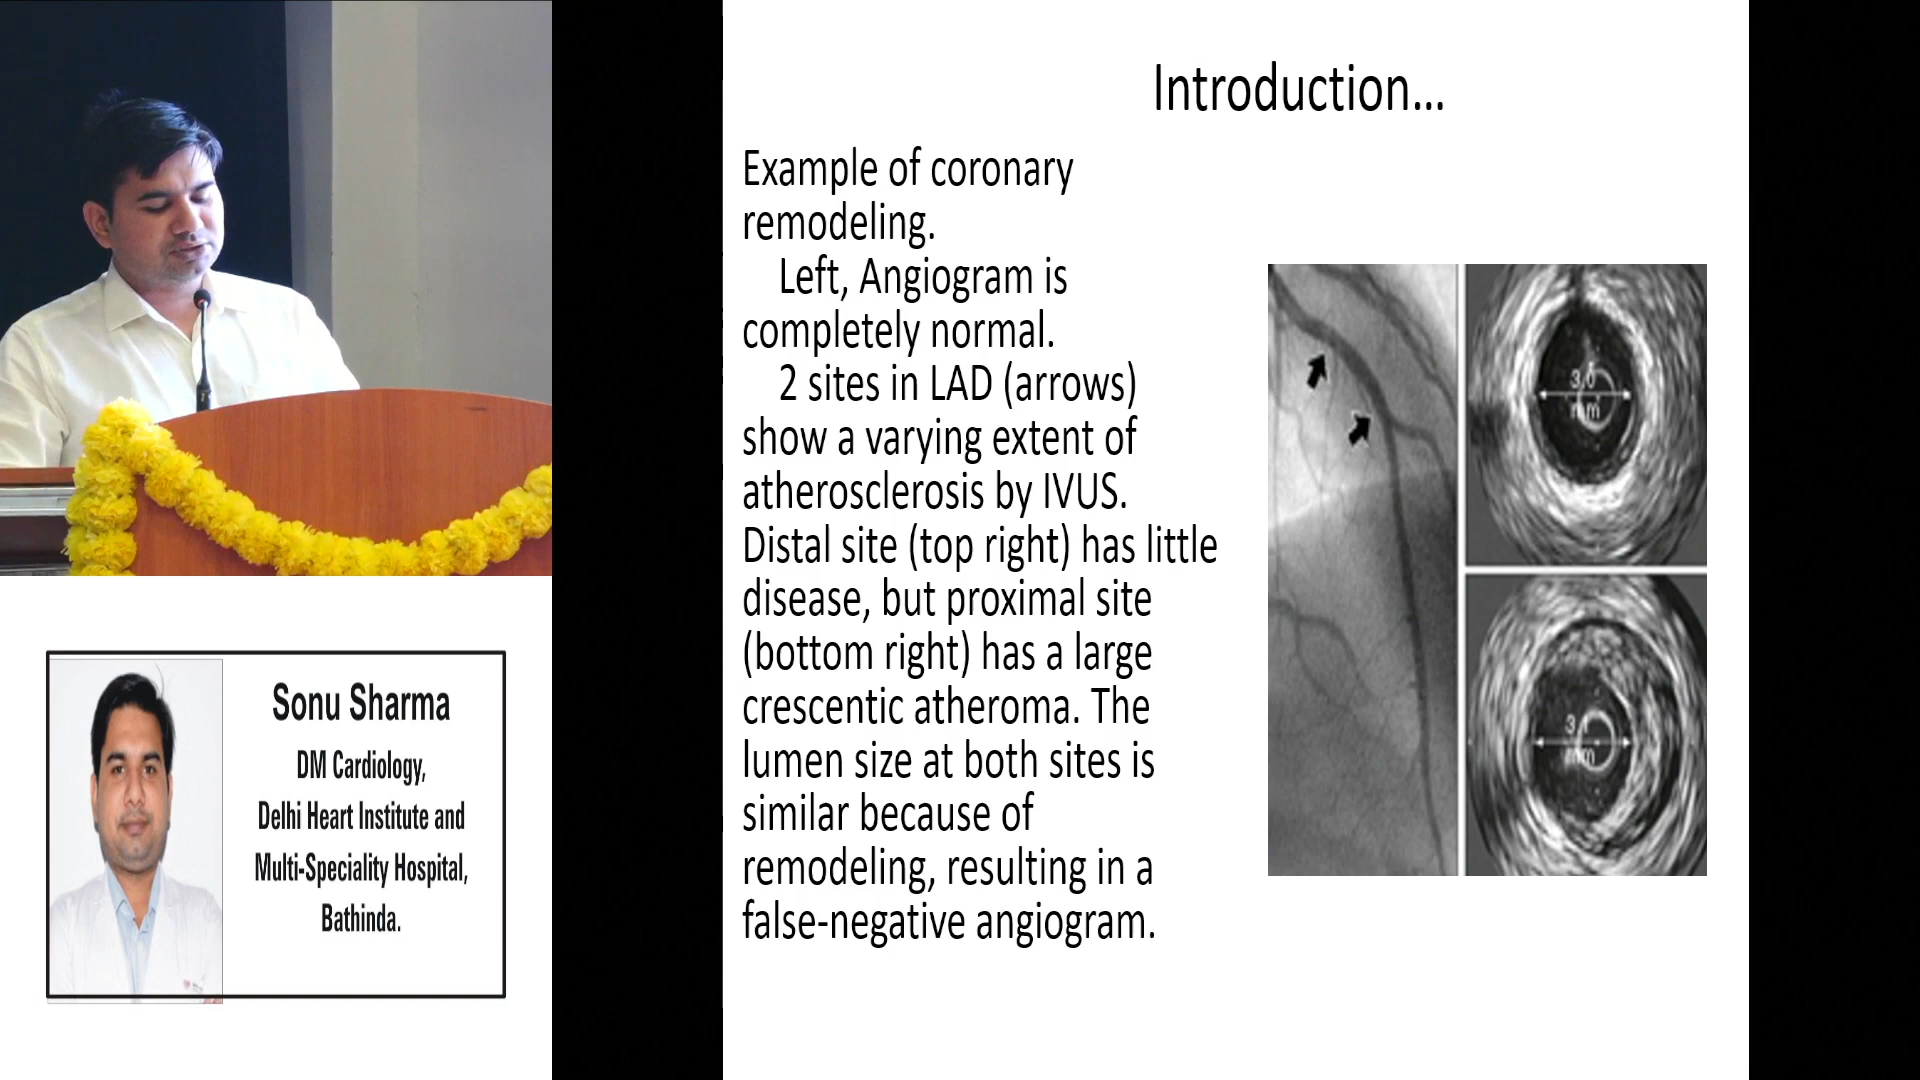 Introduction...
Example of coronary
remodeling.
Left, Angiogram is
completely normal.
2 sites in LAD (arrows)
show a varying extent of
atherosclerosis by IVUS.
Distal site (top right) has little
disease, but proximal site
(bottom right) has a large
crescentic atheroma. The
lumen size at both sites is
similar because of
remodeling, resulting in a
false-negative angiogram.
mm
mm
Sonu Sharma
DM Cardiology,
Delhi Heart Institute and
Multi-Speciality Hospital,
Bathinda.